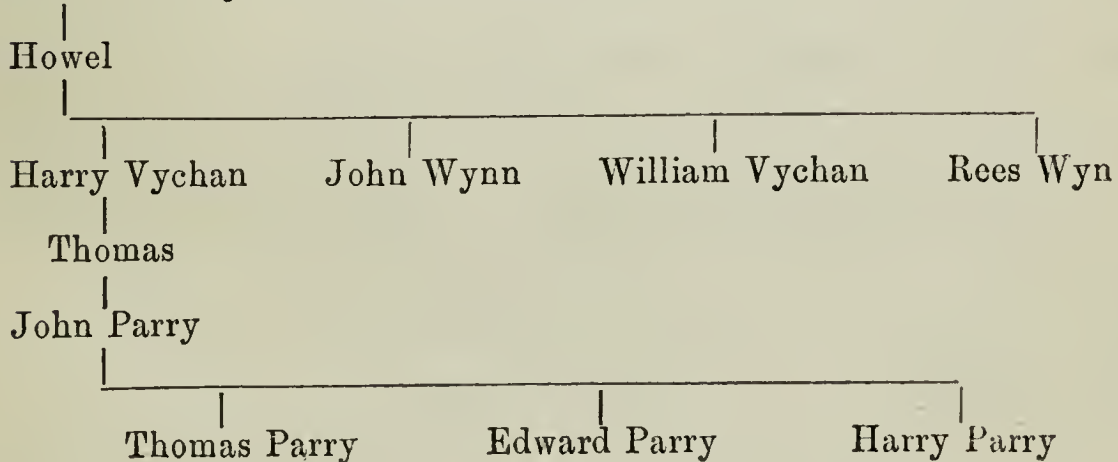 Howel
Harry Vychan John Wynn William Vychan Rees Wyn
Thomas
John Parry
Thomas Parry Edward Parry Harry Parry